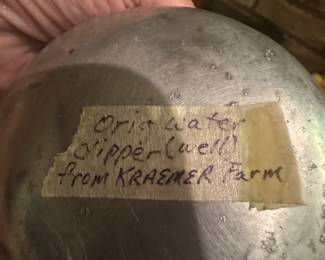 Orig water
dipper (well)
from KRAEMER Farm